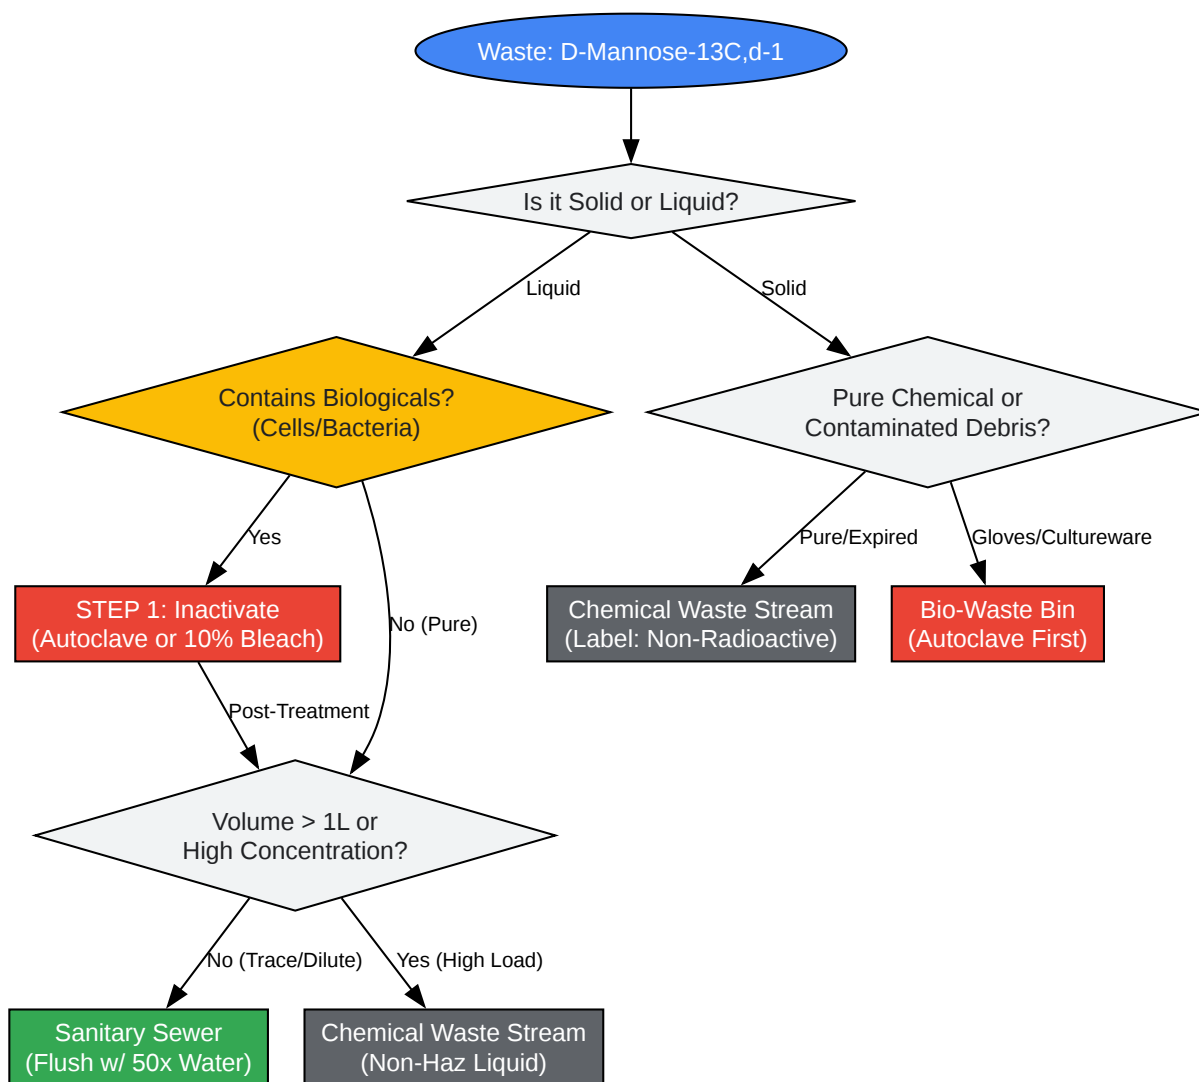 Waste: D-Mannose-13C,d-1
Is it Solid or Liquid?
Liquid
Solid
Contains Biologicals?
(Cells/Bacteria)
Pure Chemical or
Contaminated Debris?
Yes
No (Pure)
Pure/Expired
Gloves/Cultureware
STEP 1: Inactivate
(Autoclave or 10% Bleach)
Chemical Waste Stream
(Label: Non-Radioactive)
Bio-Waste Bin
(Autoclave First)
Post-Treatment
Volume > 1L or
High Concentration?
No (Trace/Dilute)
Yes (High Load)
Sanitary Sewer
(Flush w/ 50x Water)
Chemical Waste Stream
(Non-Haz Liquid)